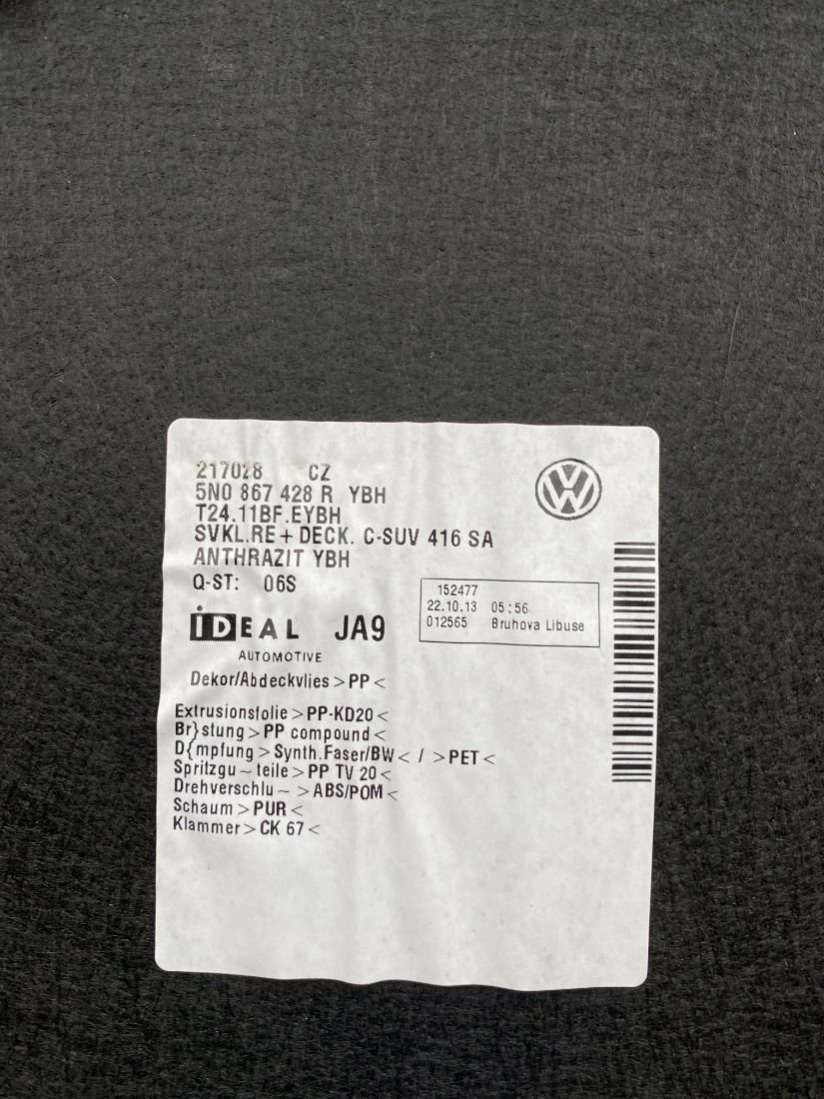 217028 CZ
5N0 867 428 R YBH
T24.11BF.EYBH
SVKL.RE+DECK. C-SUV 416 SA
ANTHRAZIT YBH
Q-ST: 06S
152477
22.10.13 05:56
012565 Bruhova Libuse
iDEAL JA9
AUTOMOTIVE
Dekor/Abdeckvlies>PP<
Extrusionsfolie>PP-KD20<
Br}stung>PP compound<
D{mpfung>Synth.Faser/BW< / >PET<
Spritzgu~teile>PP TV 20<
Drehverschlu~ >ABS/POM<
Schaum>PUR<
Klammer>CK 67<